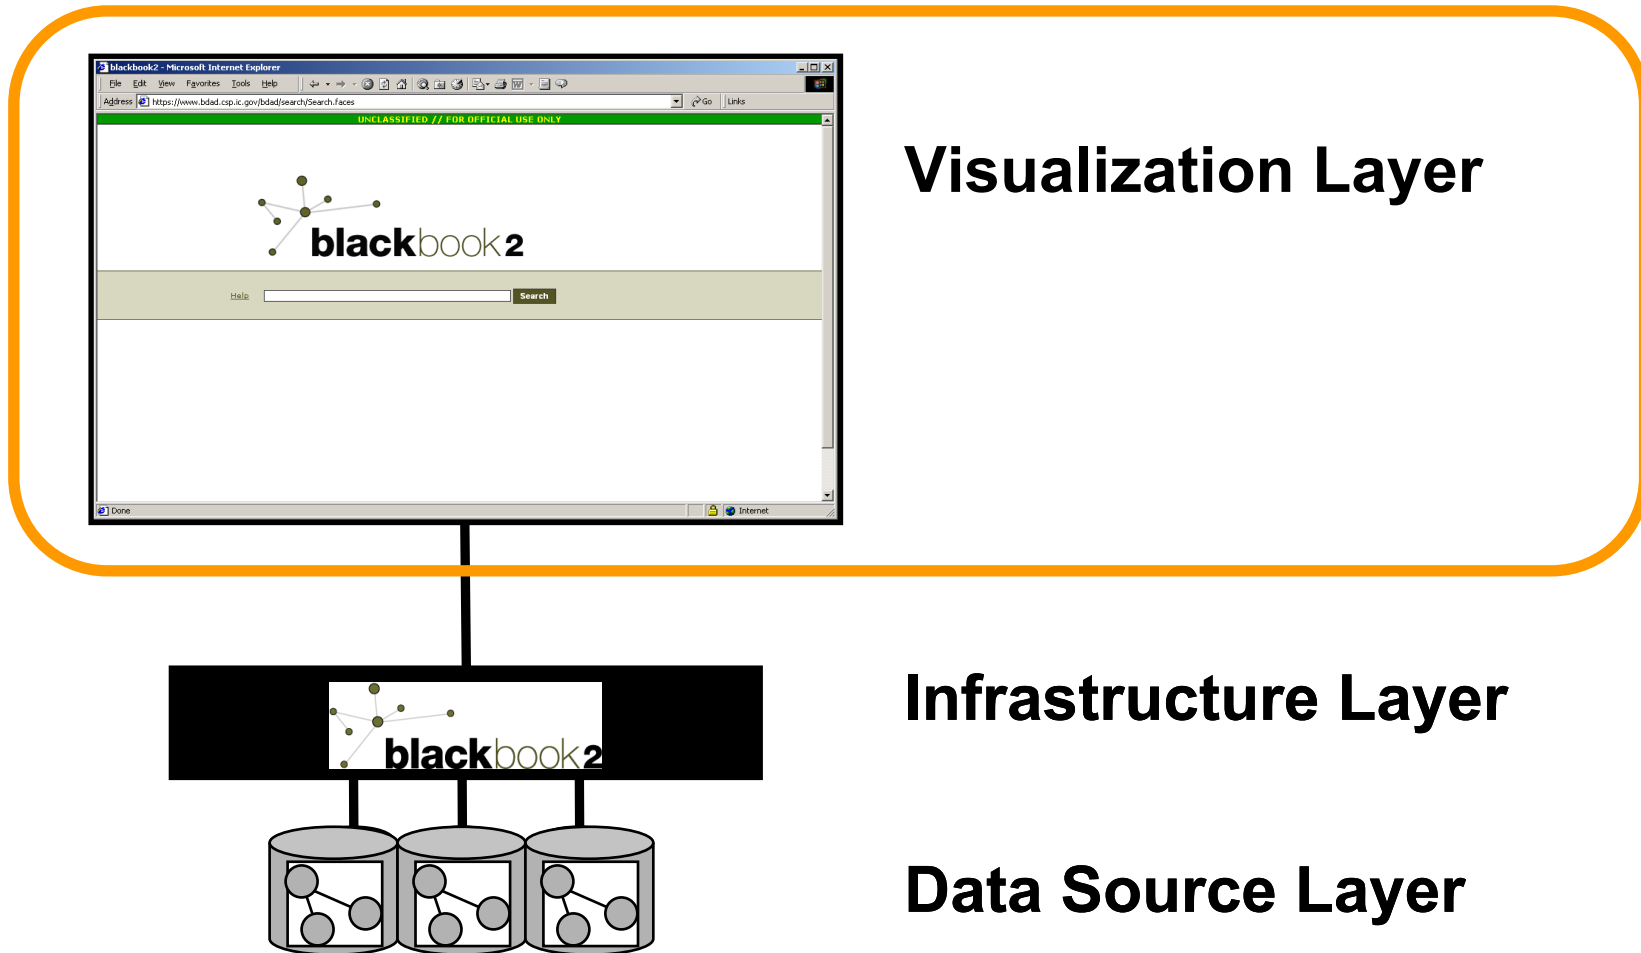 blackbook2 - Microsoft Internet Explorer
File Edit View Favorites Tools Help
Address https://www.bdad.csp.ic.gov/bdad/search/Search.faces Go Links
UNCLASSIFIED // FOR OFFICIAL USE ONLY
blackbook2
Help Search
Done Internet
Visualization Layer
blackbook2
Infrastructure Layer
Data Source Layer